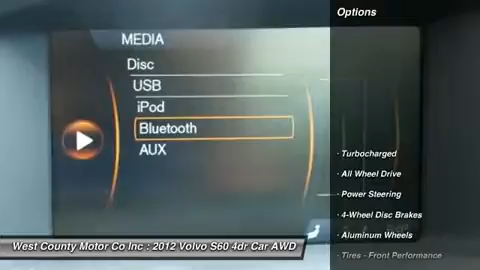 Options
MEDIA
Disc
USB
iPod
Bluetooth
AUX
· Turbocharged
· All Wheel Drive
· Power Steering
· 4-Wheel Disc Brakes
· Aluminum Wheels
· Tires - Front Performance
West County Motor Co Inc : 2012 Volvo S60 4dr Car AWD